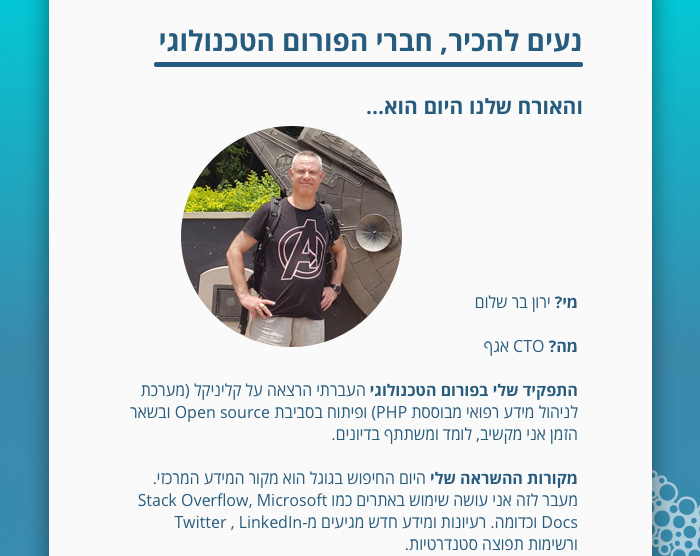 נעים להכיר, חברי הפורום הטכנולוגי
והאורח שלנו היום הוא...
מי? ירון בר שלום
מה? CTO אגף
התפקיד שלי בפורום הטכנולוגי העברתי הרצאה על קליניקל (מערכת
לניהול מידע רפואי מבוססת PHP) ופיתוח בסביבת Open source ובשאר
הזמן אני מקשיב, לומד ומשתתף בדיונים.
מקורות ההשראה שלי היום החיפוש בגוגל הוא מקור המידע המרכזי.
מעבר לזה אני עושה שימוש באתרים כמו Stack Overflow, Microsoft
Docs וכדומה. רעיונות ומידע חדש מגיעים מ-Twitter , LinkedIn
ורשימות תפוצה סטנדרטיות.